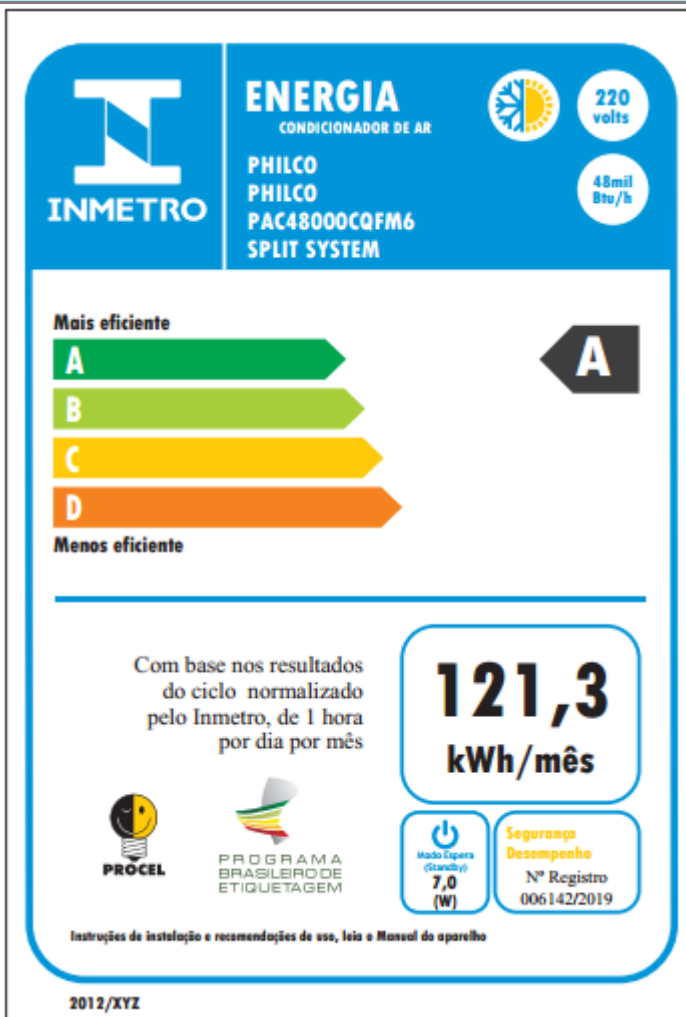 INMETRO
ENERGIA
CONDICIONADOR DE AR
220
volts
48mil
Btu/h
PHILCO
PHILCO
PAC48000CQFM6
SPLIT SYSTEM
Mais eficiente
A
A
B
C
D
Menos eficiente
Com base nos resultados
do ciclo normalizado
pelo Inmetro, de 1 hora
por dia por mês
121,3
kWh/mês
PROCEL
PROGRAMA
BRASILEIRO DE
ETIQUETAGEM
Modo Espera
(Standby)
7,0
(W)
Segurança
Desempenho
Nº Registro
006142/2019
Instruções de instalação e recomendações de uso, leia o Manual do aparelho
2012/XYZ